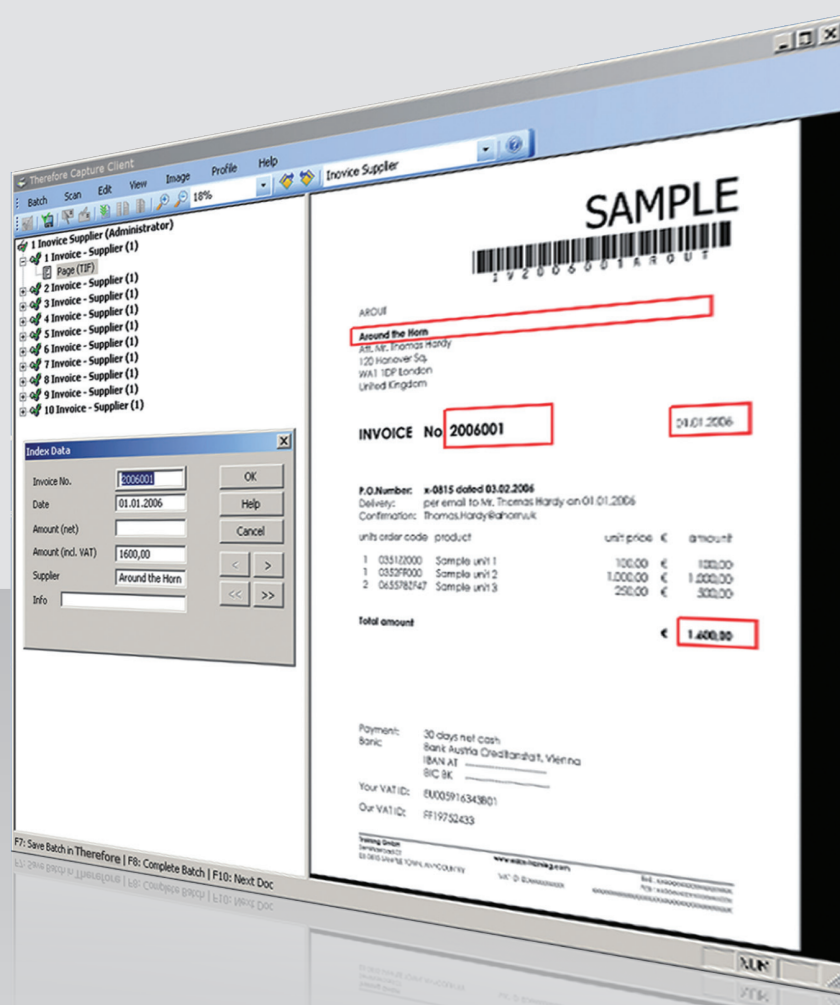 Therefore Capture Client
Batch Scan Edit View Image Profile Help
18% Inovice Supplier
1 Inovice Supplier (Administrator)
1 Invoice - Supplier (1)
Page (TIF)
2 Invoice - Supplier (1)
3 Invoice - Supplier (1)
4 Invoice - Supplier (1)
5 Invoice - Supplier (1)
6 Invoice - Supplier (1)
7 Invoice - Supplier (1)
8 Invoice - Supplier (1)
9 Invoice - Supplier (1)
10 Invoice - Supplier (1)
Index Data
Invoice No. 2006001 OK
Date 01.01.2006 Help
Amount (net) Cancel
Amount (incl. VAT) 1600,00 < >
Supplier Around the Horn
Info << >>
F7: Save Batch in Therefore | F8: Complete Batch | F10: Next Doc
SAMPLE
IV2006001AROUT
AROUT
Around the Horn
Att. Mr. Thomas Hardy
120 Hanover Sq.
WA1 1DP London
United Kingdom
INVOICE No 2006001 01.01.2006
P.O.Number: x-0815 dated 03.02.2006
Delivery: per email to Mr. Thomas Hardy on 01.01.2006
Confirmation:
units order code product unit price € amount
1 Sample unit 1 100,00 € 100,00
1 Sample unit 2 1.000,00 € 1.000,00
2 Sample unit 3 250,00 € 500,00
Total amount € 1.600,00
Payment: 30 days net cash
Bank: Bank Austria Creditanstalt, Vienna
IBAN AT
BIC BK
Your VAT ID: EU005916343B01
Our VAT ID: FF19752433
Training GmbH
NUM